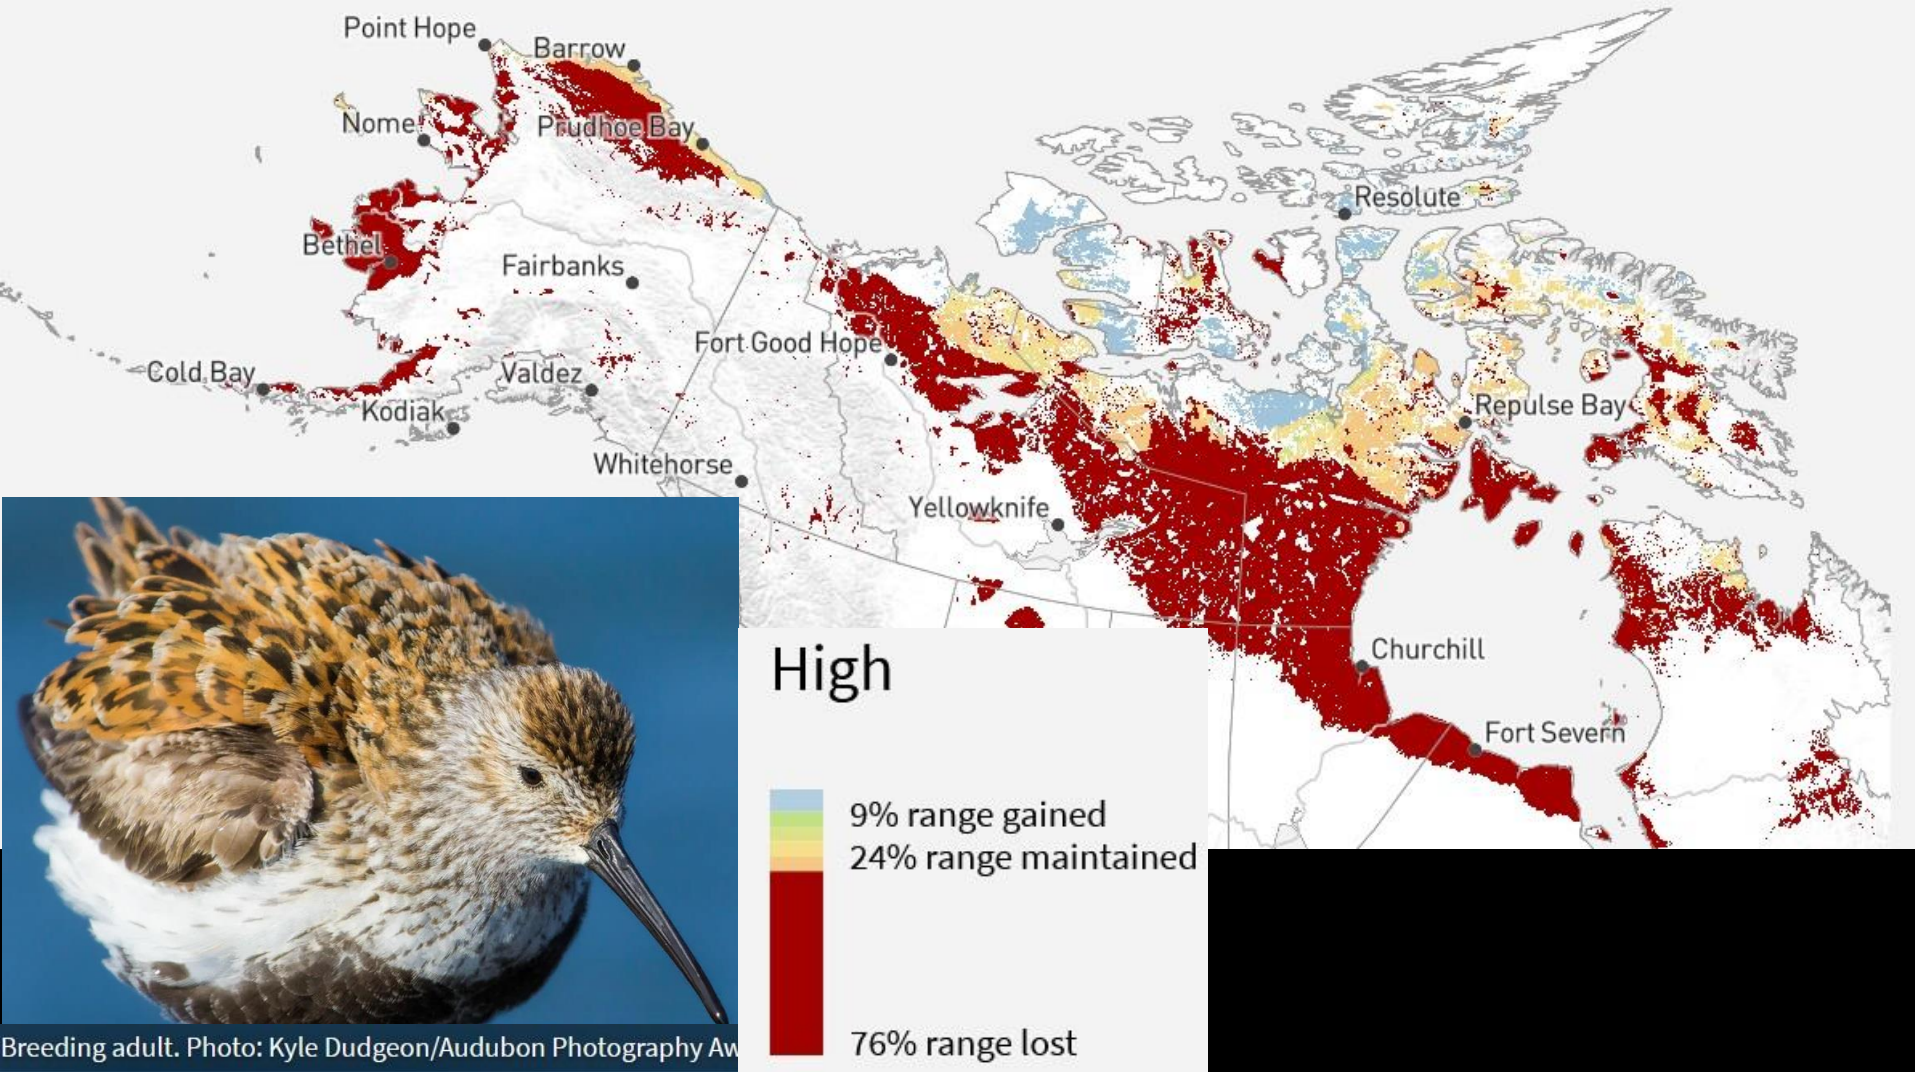 Point Hope
Barrow
Nome
Prudhoe Bay
Resolute
Bethel
Fairbanks
Fort Good Hope
Cold Bay
Valdez
Kodiak
Repulse Bay
Whitehorse
Yellowknife
Churchill
Fort Severn
High
9% range gained
24% range maintained
76% range lost
Breeding adult. Photo: Kyle Dudgeon/Audubon Photography Aw